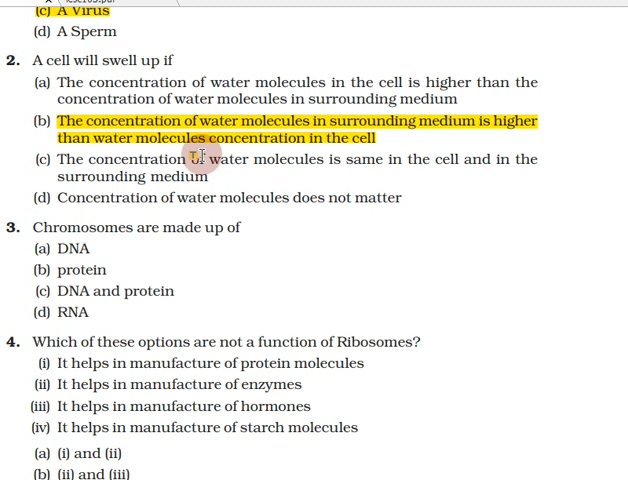 (c) A Virus
(d) A Sperm
2. A cell will swell up if
(a) The concentration of water molecules in the cell is higher than the
concentration of water molecules in surrounding medium
(b) The concentration of water molecules in surrounding medium is higher
than water molecules concentration in the cell
(c) The concentration of water molecules is same in the cell and in the
surrounding medium
(d) Concentration of water molecules does not matter
3. Chromosomes are made up of
(a) DNA
(b) protein
(c) DNA and protein
(d) RNA
4. Which of these options are not a function of Ribosomes?
(i) It helps in manufacture of protein molecules
(ii) It helps in manufacture of enzymes
(iii) It helps in manufacture of hormones
(iv) It helps in manufacture of starch molecules
(a) (i) and (ii)
(b) (ii) and (iii)